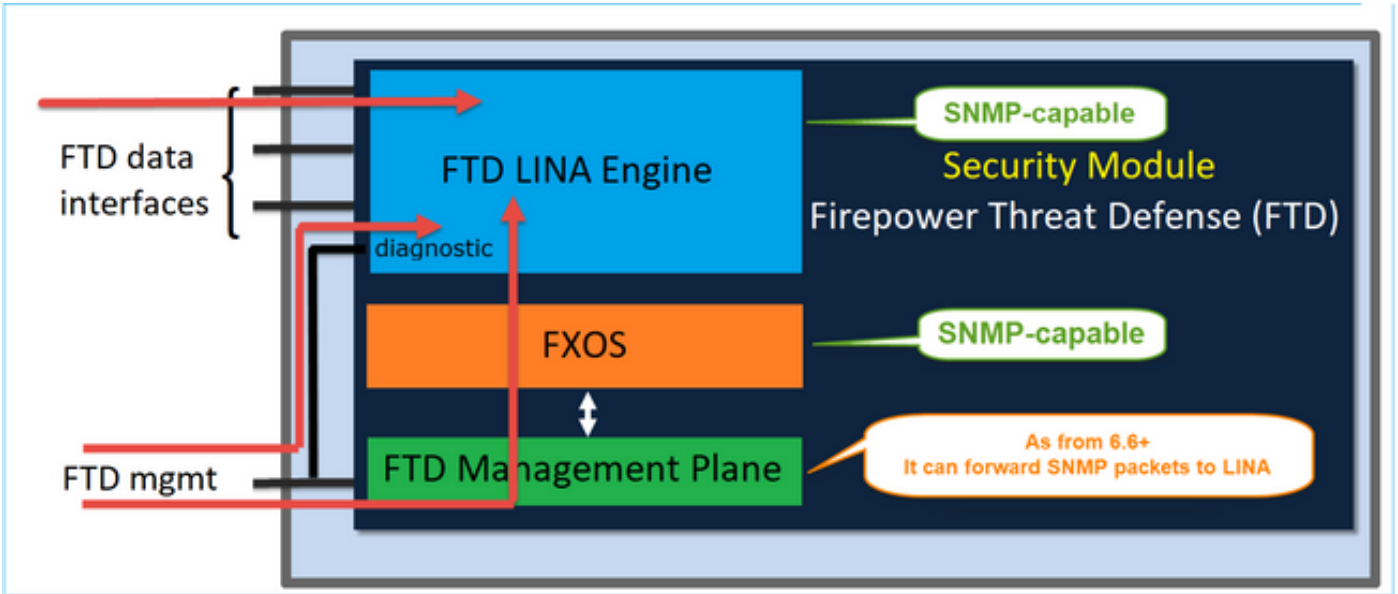 SNMP-capable
FTD data
interfaces
FTD LINA Engine
Security Module
Firepower Threat Defense (FTD)
diagnostic
FXOS
SNMP-capable
As from 6.6+
It can forward SNMP packets to LINA
FTD mgmt
FTD Management Plane